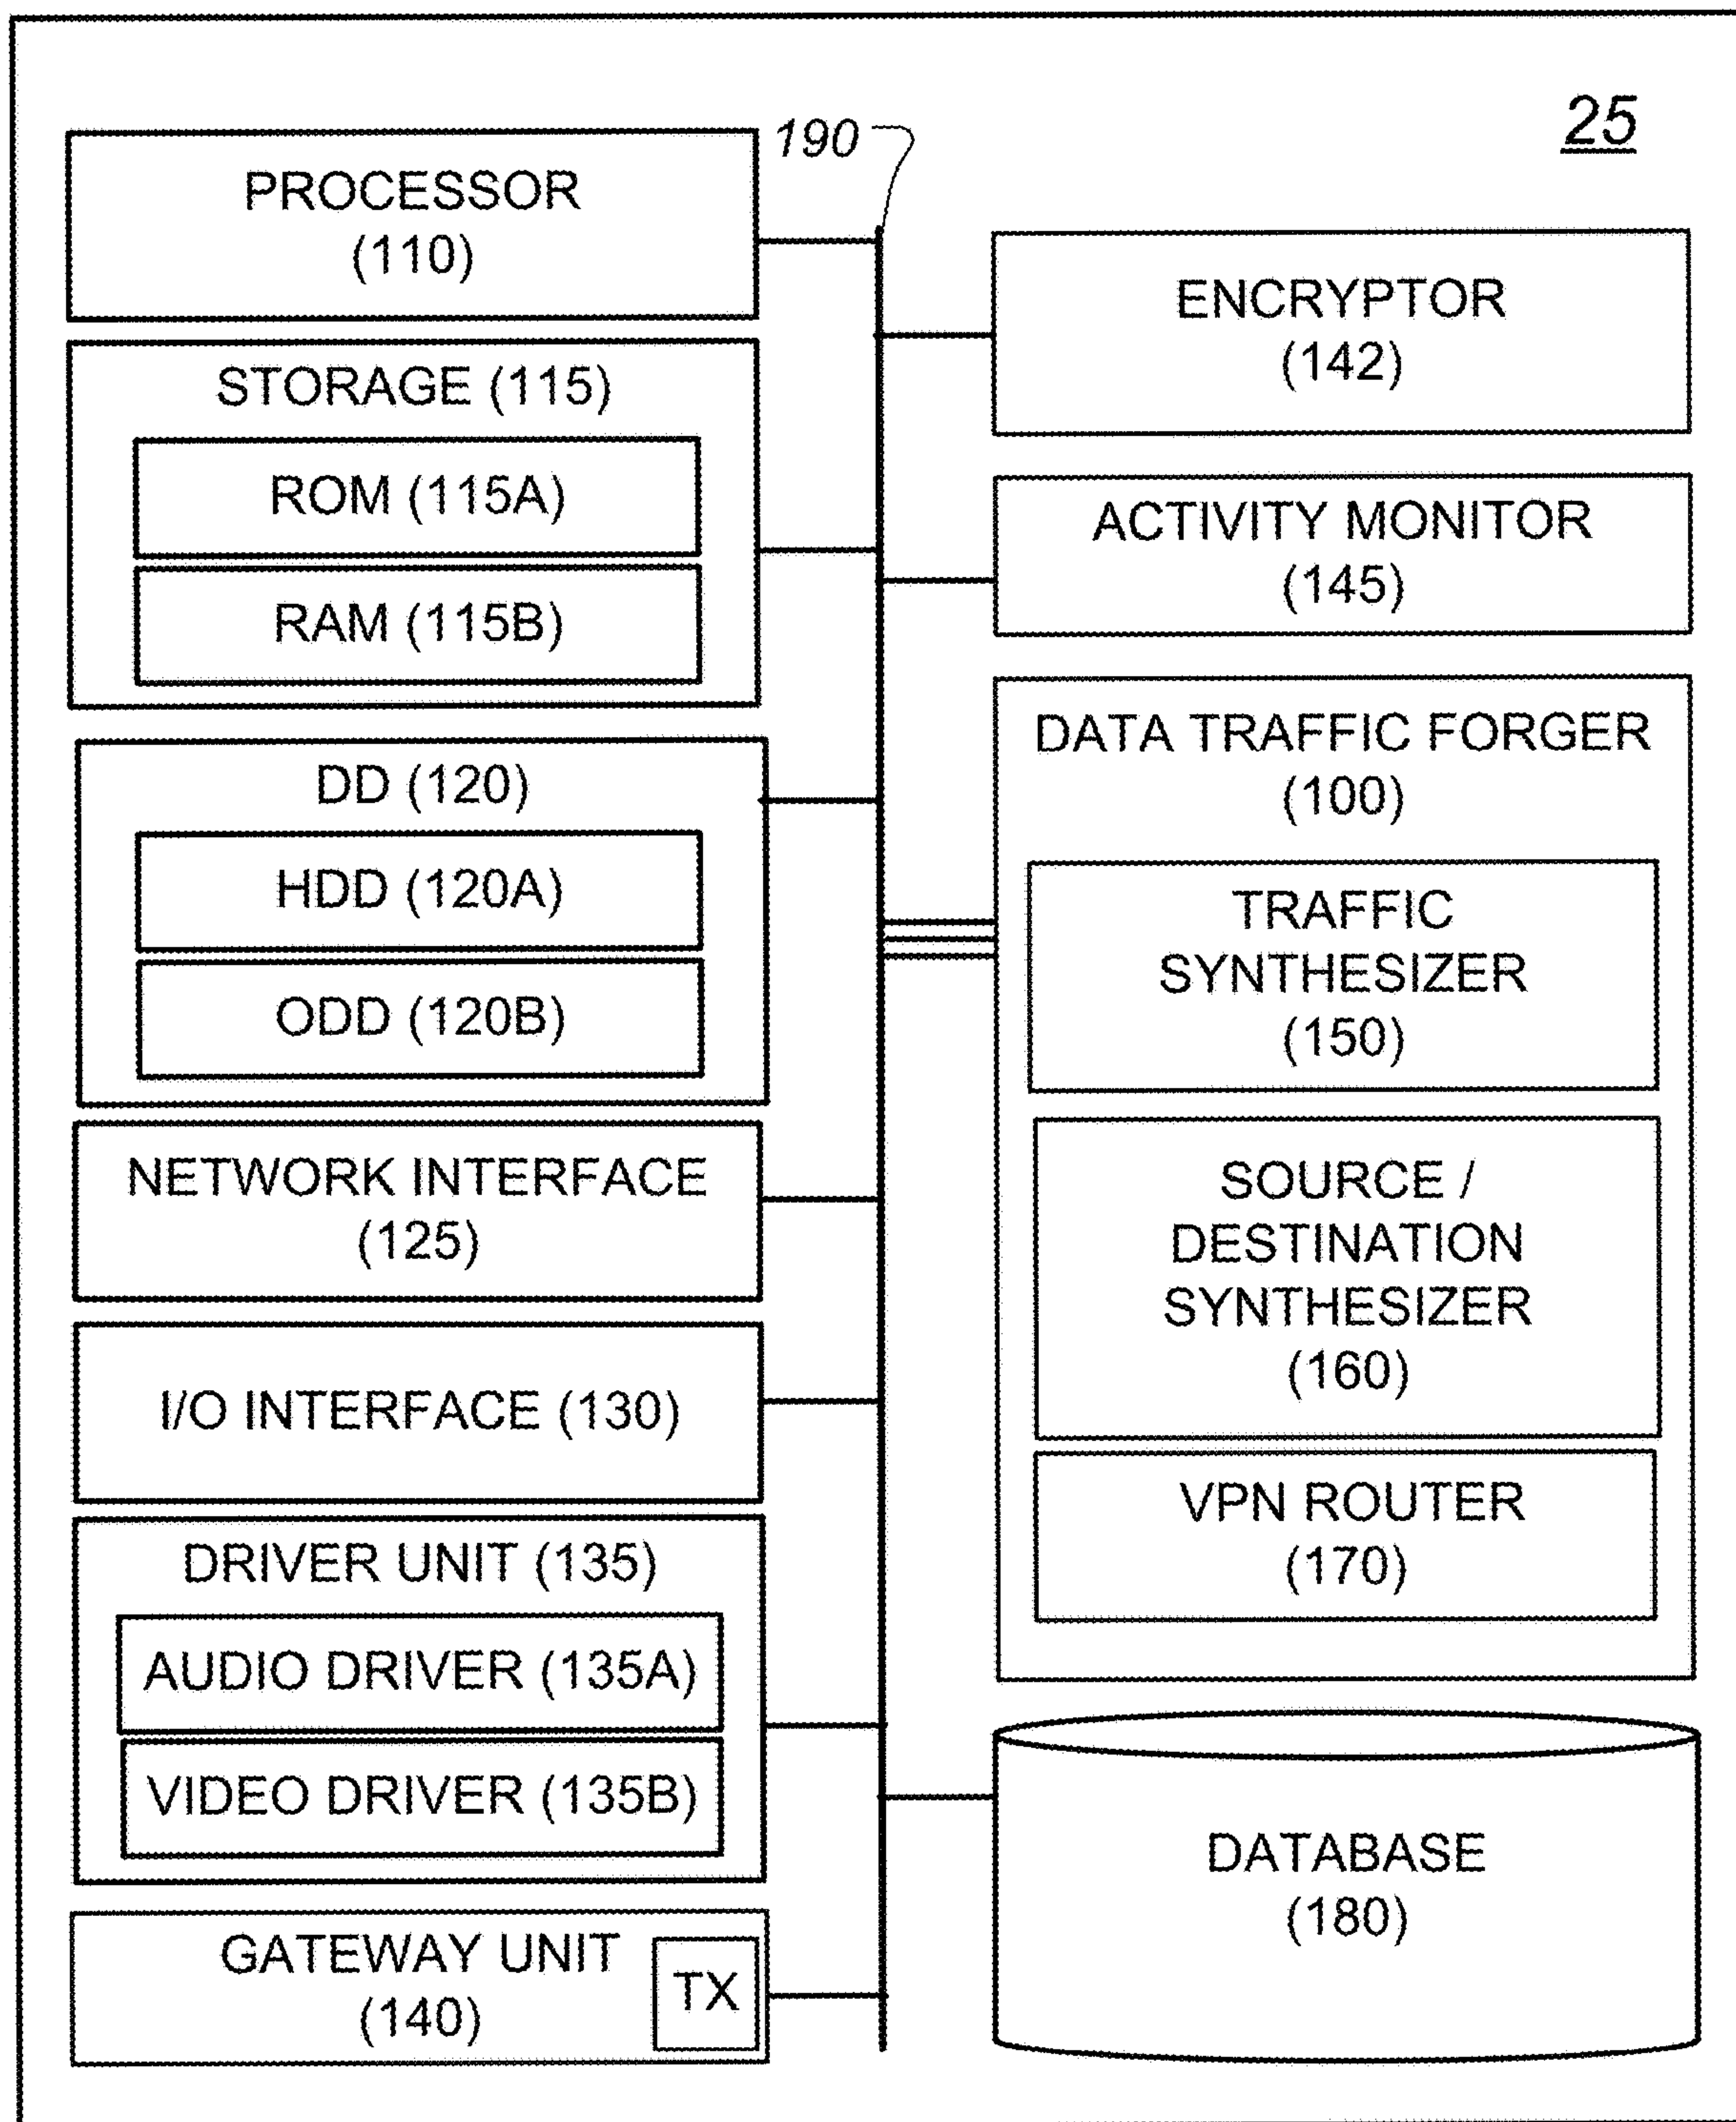 25
190
PROCESSOR
(110)
STORAGE (115)
ROM (115A)
RAM (115B)
DD (120)
HDD (120A)
ODD (120B)
NETWORK INTERFACE
(125)
I/O INTERFACE (130)
DRIVER UNIT (135)
AUDIO DRIVER (135A)
VIDEO DRIVER (135B)
GATEWAY UNIT
(140)
TX
ENCRYPTOR
(142)
ACTIVITY MONITOR
(145)
DATA TRAFFIC FORGER
(100)
TRAFFIC
SYNTHESIZER
(150)
SOURCE /
DESTINATION
SYNTHESIZER
(160)
VPN ROUTER
(170)
DATABASE
(180)